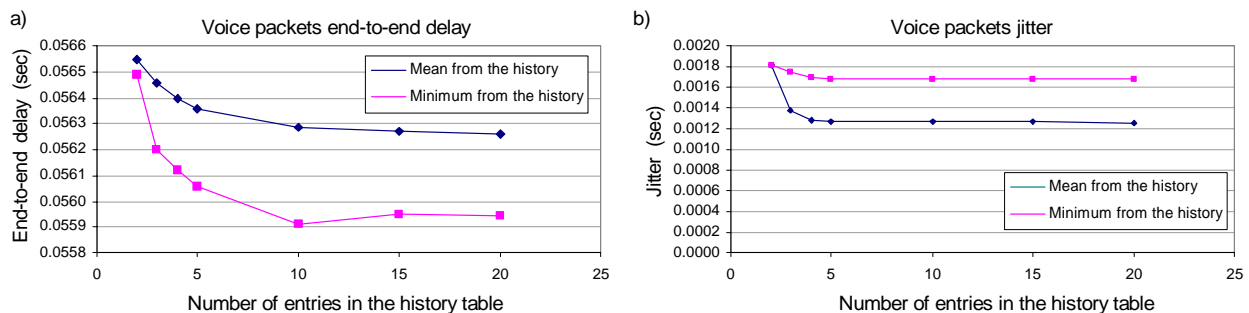 a)
Voice packets end-to-end delay
End-to-end delay (sec)
0.0566
0.0565
0.0564
0.0563
0.0562
0.0561
0.0560
0.0559
0.0558
Mean from the history
Minimum from the history
0 5 10 15 20 25
Number of entries in the history table
b)
Voice packets jitter
Jitter (sec)
0.0020
0.0018
0.0016
0.0014
0.0012
0.0010
0.0008
0.0006
0.0004
0.0002
0.0000
Mean from the history
Minimum from the history
0 5 10 15 20 25
Number of entries in the history table